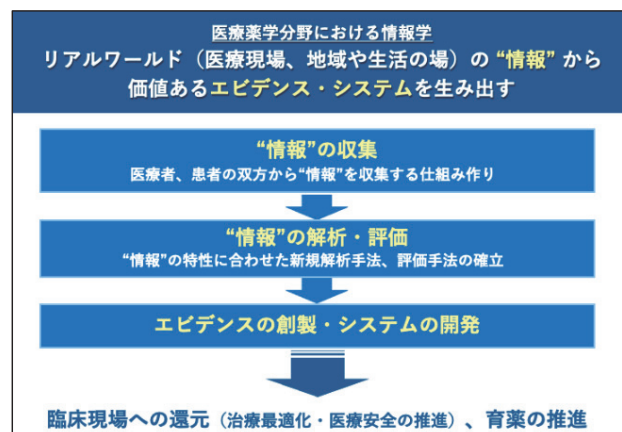 医療薬学分野における情報学
リアルワールド（医療現場、地域や生活の場）の “情報” から
価値あるエビデンス・システムを生み出す
“情報”の収集
医療者、患者の双方から“情報”を収集する仕組み作り
“情報”の解析・評価
“情報”の特性に合わせた新規解析手法、評価手法の確立
エビデンスの創製・システムの開発
臨床現場への還元（治療最適化・医療安全の推進）、育薬の推進